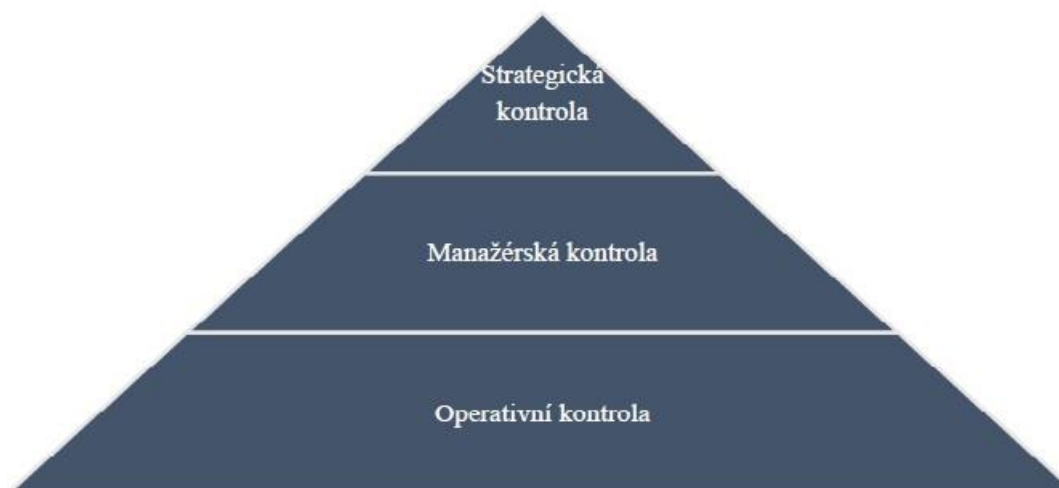 Strategická
kontrola
Manažérská kontrola
Operativní kontrola